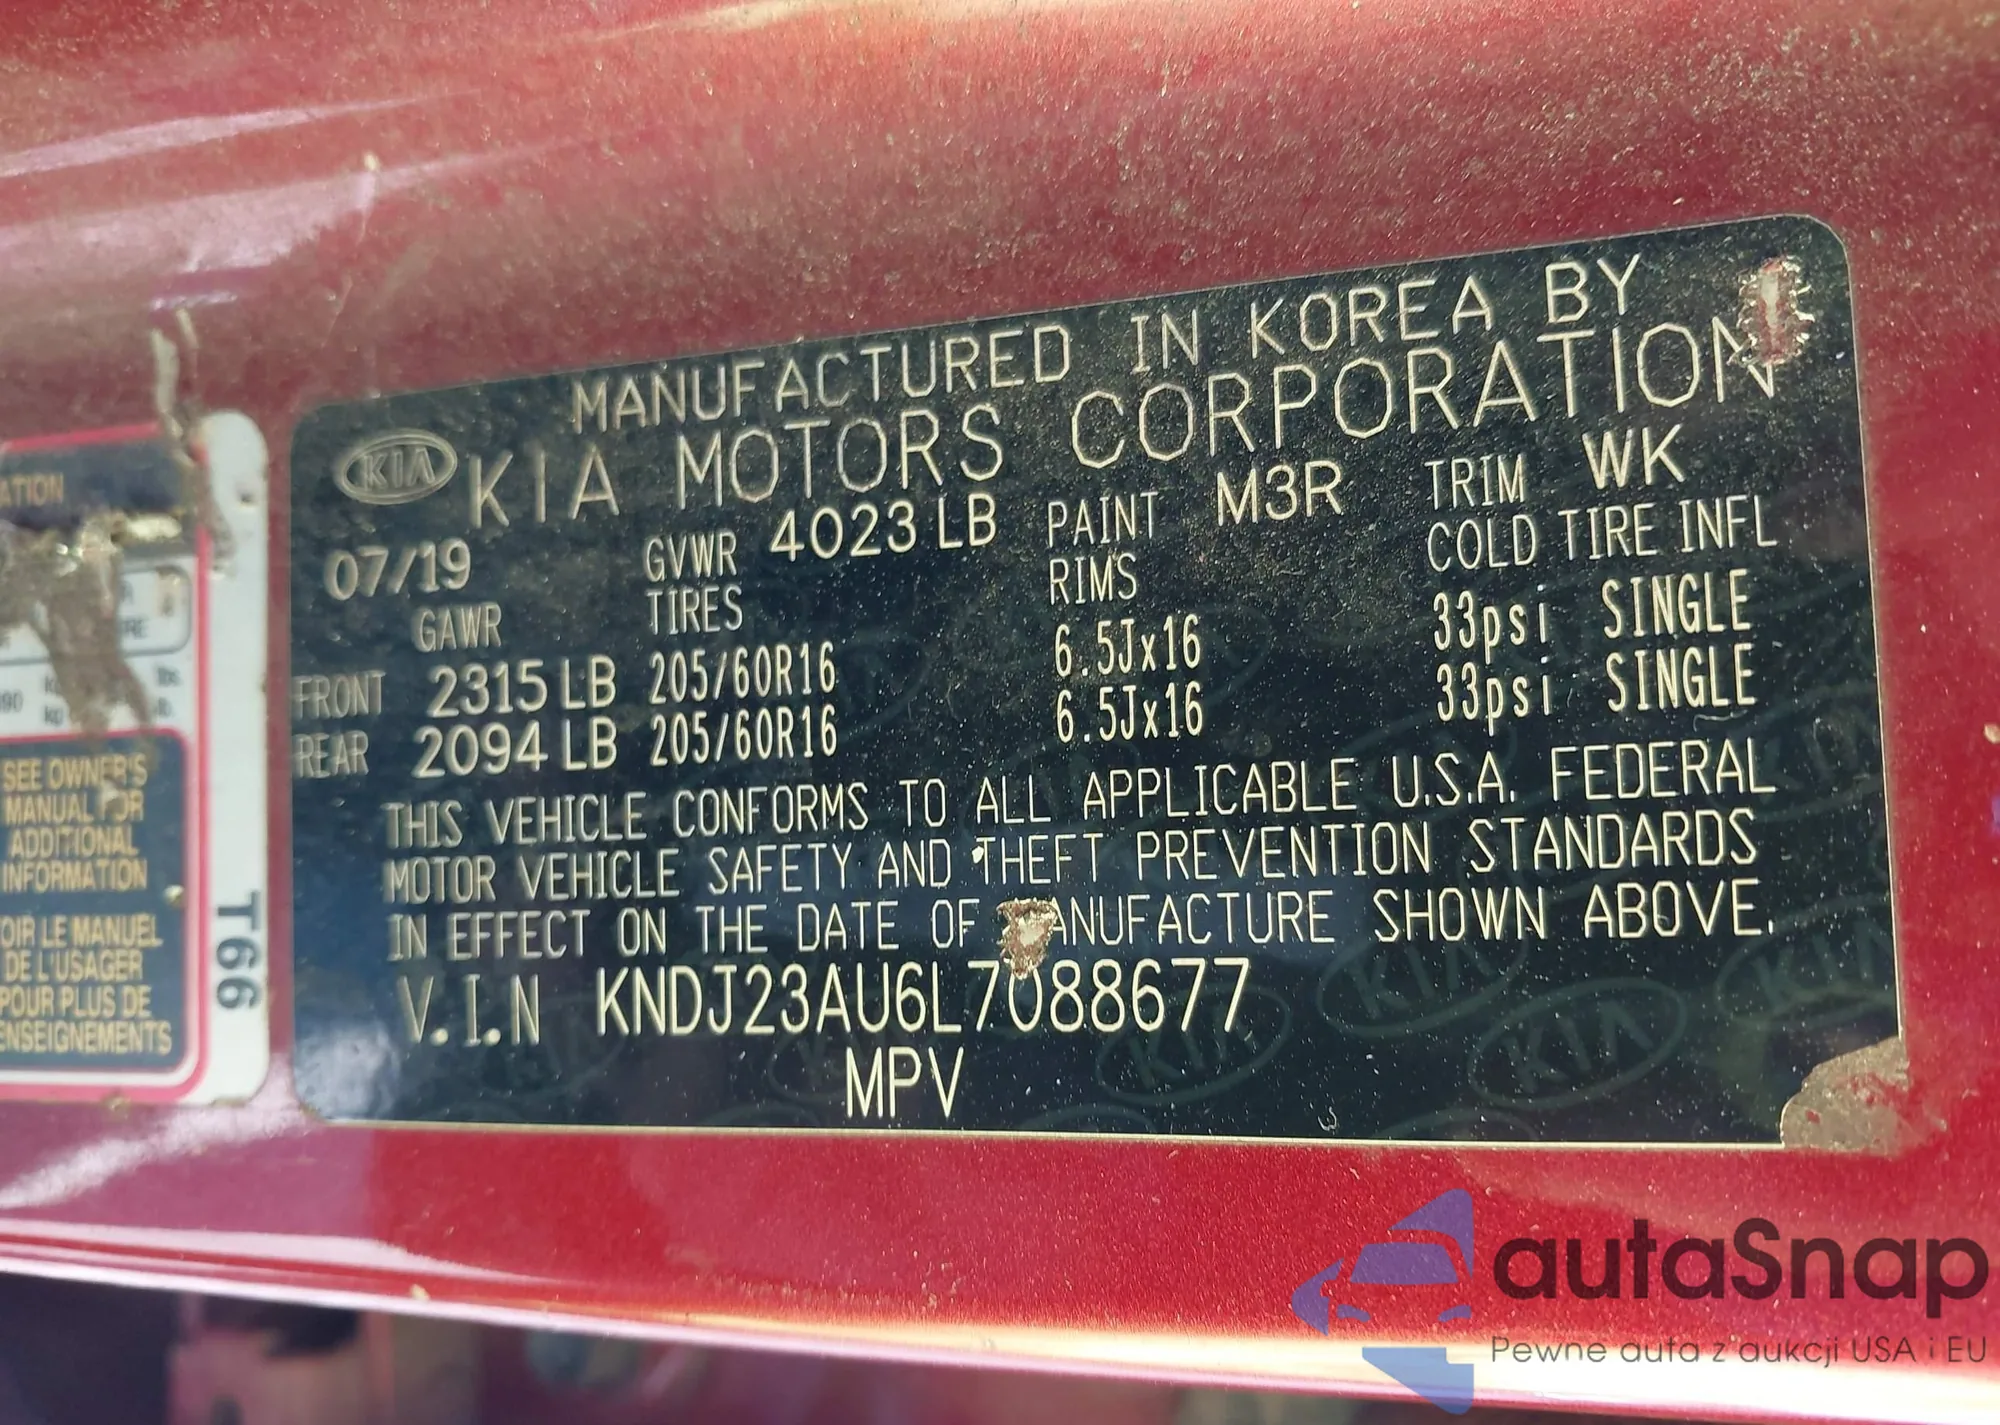 MANUFACTURED IN KOREA BY
KIA KIA MOTORS CORPORATION
07/19 GVWR 4023 LB PAINT M3R TRIM WK
GAWR TIRES RIMS COLD TIRE INFL
FRONT 2315 LB 205/60R16 6.5Jx16 33psi SINGLE
REAR 2094 LB 205/60R16 6.5Jx16 33psi SINGLE
THIS VEHICLE CONFORMS TO ALL APPLICABLE U.S.A. FEDERAL
MOTOR VEHICLE SAFETY AND THEFT PREVENTION STANDARDS
IN EFFECT ON THE DATE OF MANUFACTURE SHOWN ABOVE.
V.I.N KNDJ23AU6L7088677
MPV
SEE OWNER'S
MANUAL FOR
ADDITIONAL
INFORMATION
OIR LE MANUEL
DE L'USAGER
POUR PLUS DE
ENSEIGNEMENTS
T66
autaSnap
Pewne auta z aukcji USA i EU